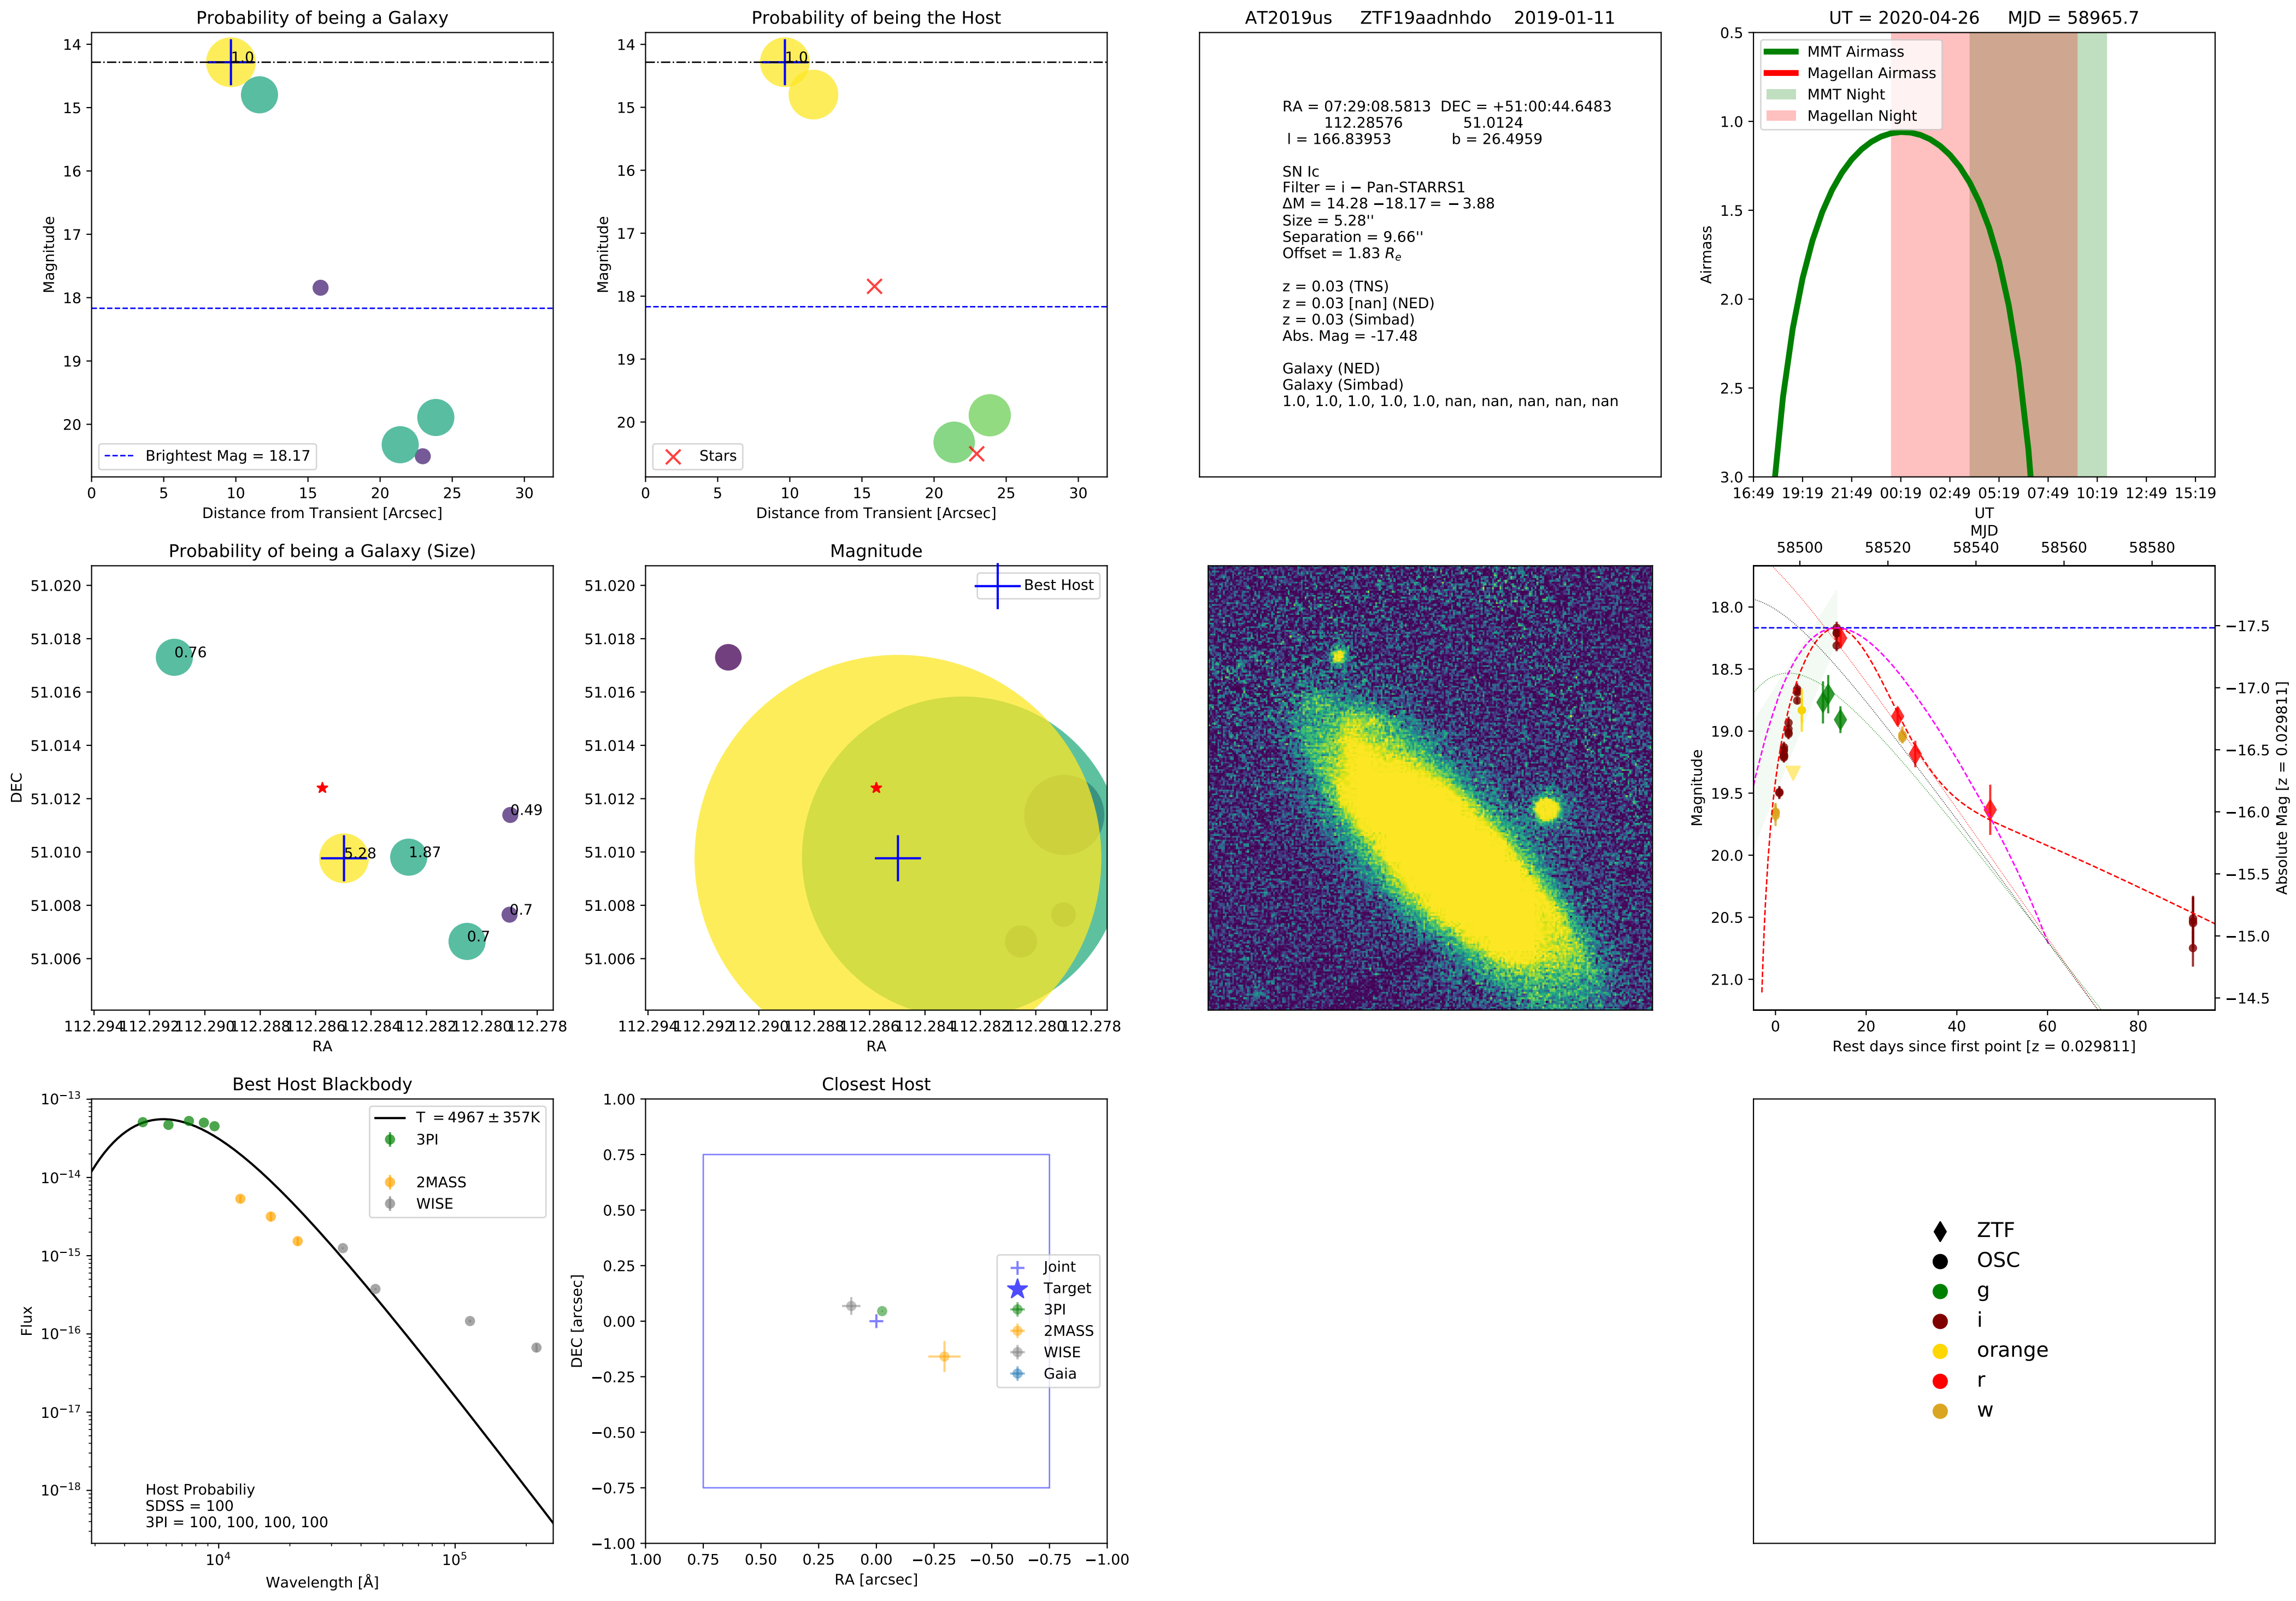 Probability of being a Galaxy
1.0
14
15
16
17
18
19
20
Magnitude
Brightest Mag = 18.17
0
5
10
15
20
25
30
Distance from Transient [Arcsec]
Probability of being the Host
1.0
14
15
16
17
18
19
20
Magnitude
Stars
0
5
10
15
20
25
30
Distance from Transient [Arcsec]
AT2019us ZTF19aadnhdo 2019-01-11
RA = 07:29:08.5813 DEC = +51:00:44.6483
112.28576 51.0124
l = 166.83953 b = 26.4959
SN Ic
Filter = i − Pan-STARRS1
ΔM = 14.28 −18.17 = −3.88
Size = 5.28''
Separation = 9.66''
Offset = 1.83 Re
z = 0.03 (TNS)
z = 0.03 [nan] (NED)
z = 0.03 (Simbad)
Abs. Mag = -17.48
Galaxy (NED)
Galaxy (Simbad)
1.0, 1.0, 1.0, 1.0, 1.0, nan, nan, nan, nan, nan
UT = 2020-04-26 MJD = 58965.7
MMT Airmass
Magellan Airmass
MMT Night
Magellan Night
0.5
1.0
1.5
2.0
2.5
3.0
Airmass
16:49
19:19
21:49
00:19
02:49
05:19
07:49
10:19
12:49
15:19
UT
Probability of being a Galaxy (Size)
51.020
51.018
51.016
51.014
51.012
51.010
51.008
51.006
DEC
0.76
0.49
5.28
1.87
0.7
0.7
112.294
112.292
112.290
112.288
112.286
112.284
112.282
112.280
112.278
RA
Magnitude
Best Host
51.020
51.018
51.016
51.014
51.012
51.010
51.008
51.006
112.294
112.292
112.290
112.288
112.286
112.284
112.282
112.280
112.278
RA
MJD
58500
58520
58540
58560
58580
18.0
18.5
19.0
19.5
20.0
20.5
21.0
Magnitude
−17.5
−17.0
−16.5
−16.0
−15.5
−15.0
−14.5
Absolute Mag [z = 0.029811]
0
20
40
60
80
Rest days since first point [z = 0.029811]
Best Host Blackbody
T = 4967 ± 357K
3PI
2MASS
WISE
10−13
10−14
10−15
10−16
10−17
10−18
Flux
Host Probabiliy
SDSS = 100
3PI = 100, 100, 100, 100
104
105
Wavelength [Å]
Closest Host
1.00
0.75
0.50
0.25
0.00
−0.25
−0.50
−0.75
−1.00
DEC [arcsec]
Joint
Target
3PI
2MASS
WISE
Gaia
1.00
0.75
0.50
0.25
0.00
−0.25
−0.50
−0.75
−1.00
RA [arcsec]
ZTF
OSC
g
i
orange
r
w